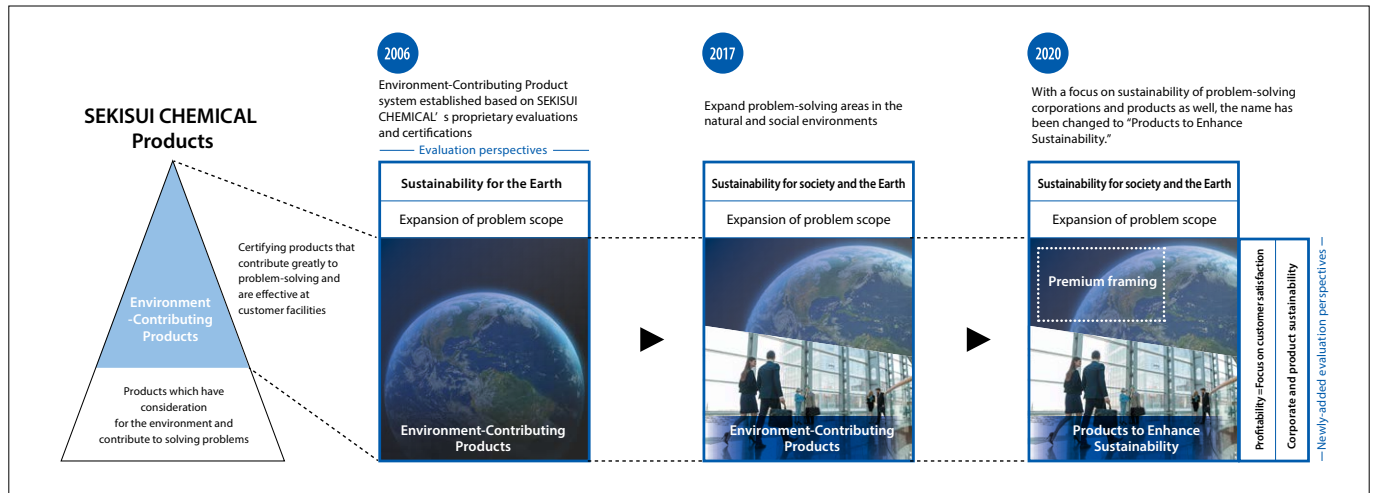 SEKISUI CHEMICAL
Products
Environment
-Contributing
Products
Products which have
consideration
for the environment and
contribute to solving problems
Certifying products that
contribute greatly to
problem-solving and
are effective at
customer facilities
2006
Environment-Contributing Product
system established based on SEKISUI
CHEMICAL’ s proprietary evaluations
and certifications
Evaluation perspectives
Sustainability for the Earth
Expansion of problem scope
Environment-Contributing
Products
2017
Expand problem-solving areas in the
natural and social environments
Sustainability for society and the Earth
Expansion of problem scope
Environment-Contributing
Products
2020
With a focus on sustainability of problem-solving
corporations and products as well, the name has
been changed to “Products to Enhance
Sustainability.”
Sustainability for society and the Earth
Expansion of problem scope
Premium framing
Products to Enhance
Sustainability
Profitability=Focus on customer satisfaction
Corporate and product sustainability
Newly-added evaluation perspectives